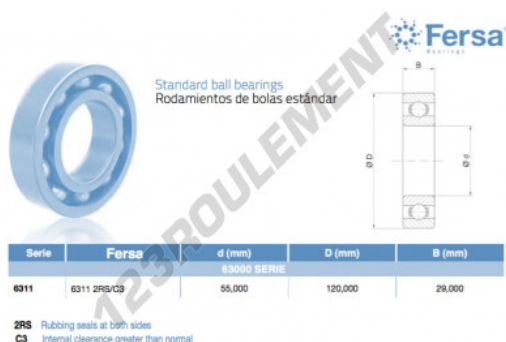 Fersa
Bearings
Standard ball bearings
Rodamientos de bolas estándar
B
Ø D
Ø d
Serie Fersa d (mm) D (mm) B (mm)
63000 SERIE
6311 6311 2RS/C3 55,000 120,000 29,000
2RS Rubbing seals at both sides
C3 Internal clearance greater than normal
123ROULEMENT